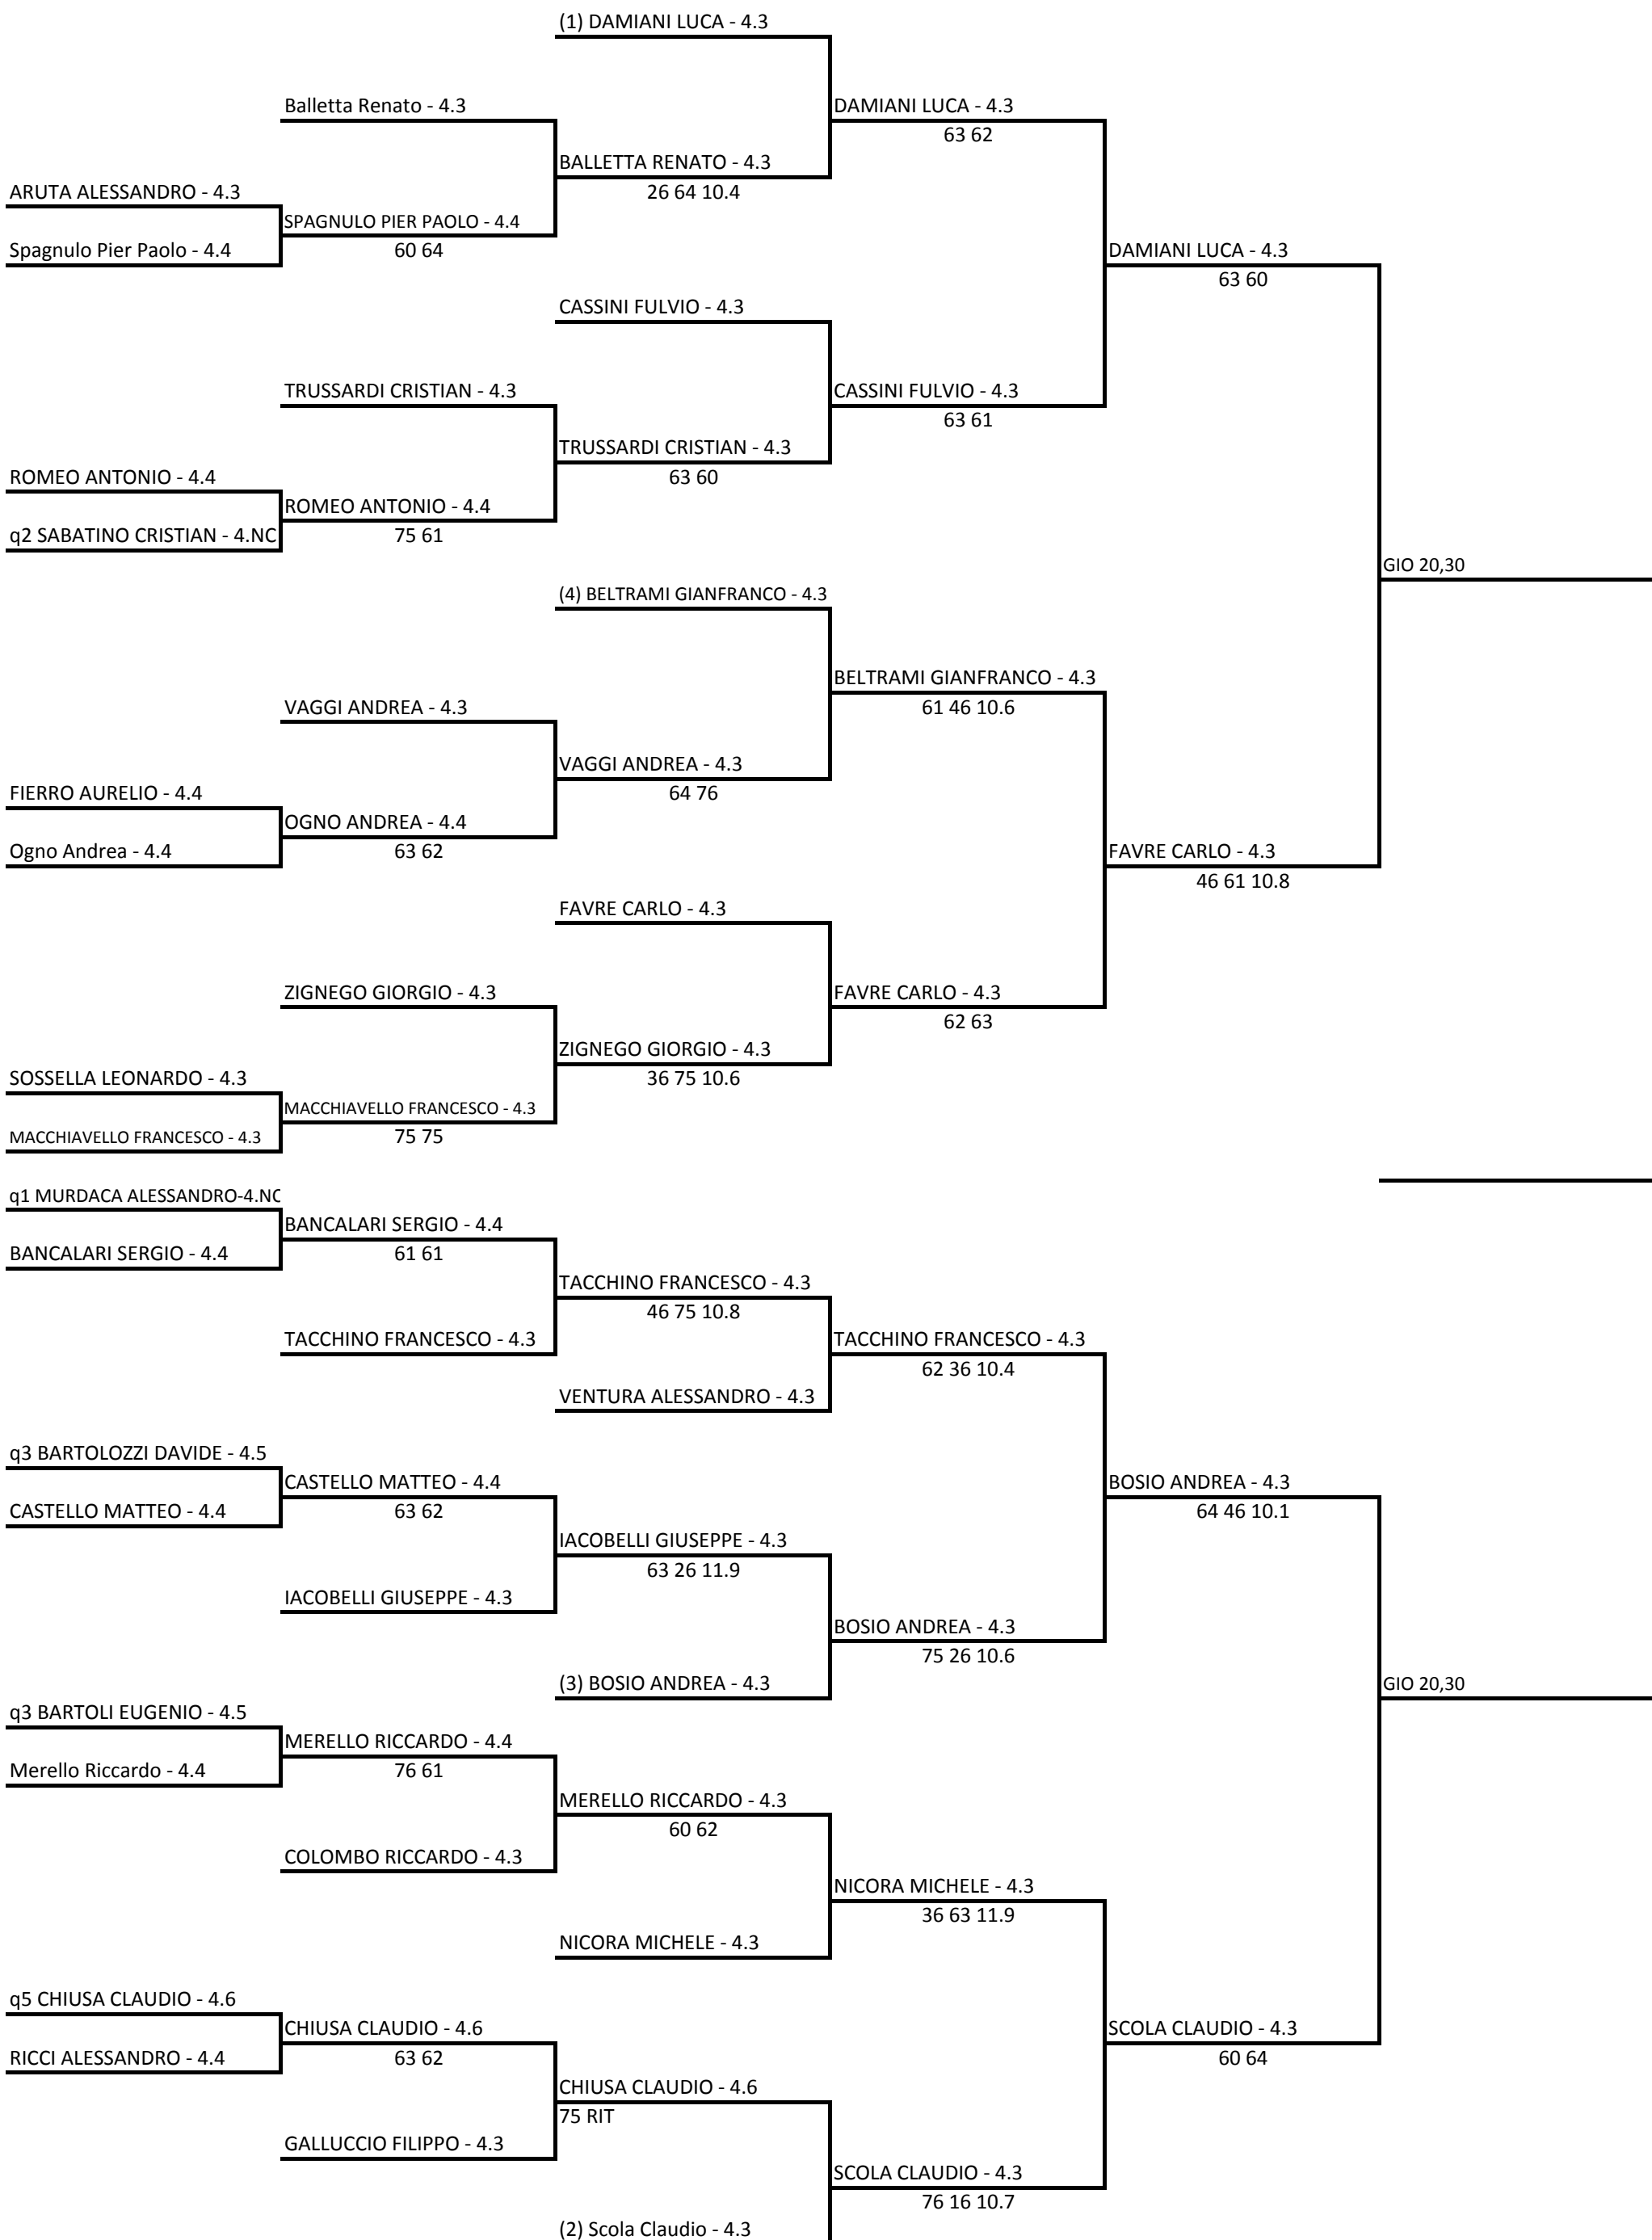 (1) DAMIANI LUCA - 4.3
Balletta Renato - 4.3
DAMIANI LUCA - 4.3
63 62
BALLETTA RENATO - 4.3
26 64 10.4
ARUTA ALESSANDRO - 4.3
SPAGNULO PIER PAOLO - 4.4
60 64
Spagnulo Pier Paolo - 4.4
DAMIANI LUCA - 4.3
63 60
CASSINI FULVIO - 4.3
TRUSSARDI CRISTIAN - 4.3
CASSINI FULVIO - 4.3
63 61
TRUSSARDI CRISTIAN - 4.3
63 60
ROMEO ANTONIO - 4.4
ROMEO ANTONIO - 4.4
75 61
q2 SABATINO CRISTIAN - 4.NC
GIO 20,30
(4) BELTRAMI GIANFRANCO - 4.3
BELTRAMI GIANFRANCO - 4.3
61 46 10.6
VAGGI ANDREA - 4.3
VAGGI ANDREA - 4.3
64 76
FIERRO AURELIO - 4.4
OGNO ANDREA - 4.4
63 62
Ogno Andrea - 4.4
FAVRE CARLO - 4.3
46 61 10.8
FAVRE CARLO - 4.3
ZIGNEGO GIORGIO - 4.3
FAVRE CARLO - 4.3
62 63
ZIGNEGO GIORGIO - 4.3
36 75 10.6
SOSSELLA LEONARDO - 4.3
MACCHIAVELLO FRANCESCO - 4.3
75 75
MACCHIAVELLO FRANCESCO - 4.3
q1 MURDACA ALESSANDRO-4.NC
BANCALARI SERGIO - 4.4
61 61
BANCALARI SERGIO - 4.4
TACCHINO FRANCESCO - 4.3
46 75 10.8
TACCHINO FRANCESCO - 4.3
TACCHINO FRANCESCO - 4.3
62 36 10.4
VENTURA ALESSANDRO - 4.3
q3 BARTOLOZZI DAVIDE - 4.5
CASTELLO MATTEO - 4.4
63 62
CASTELLO MATTEO - 4.4
BOSIO ANDREA - 4.3
64 46 10.1
IACOBELLI GIUSEPPE - 4.3
63 26 11.9
IACOBELLI GIUSEPPE - 4.3
BOSIO ANDREA - 4.3
75 26 10.6
(3) BOSIO ANDREA - 4.3
GIO 20,30
q3 BARTOLI EUGENIO - 4.5
MERELLO RICCARDO - 4.4
76 61
Merello Riccardo - 4.4
MERELLO RICCARDO - 4.3
60 62
COLOMBO RICCARDO - 4.3
NICORA MICHELE - 4.3
36 63 11.9
NICORA MICHELE - 4.3
q5 CHIUSA CLAUDIO - 4.6
CHIUSA CLAUDIO - 4.6
63 62
RICCI ALESSANDRO - 4.4
SCOLA CLAUDIO - 4.3
60 64
CHIUSA CLAUDIO - 4.6
75 RIT
GALLUCCIO FILIPPO - 4.3
SCOLA CLAUDIO - 4.3
76 16 10.7
(2) Scola Claudio - 4.3